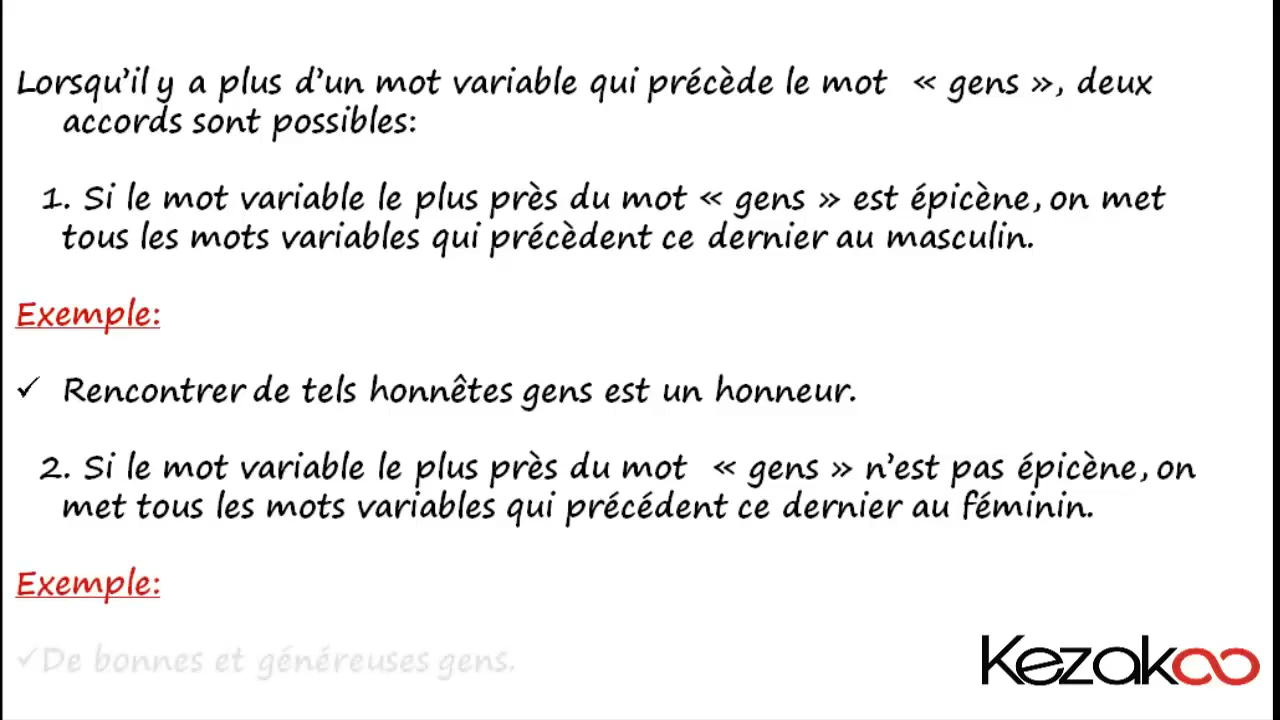 Lorsqu'il y a plus d'un mot variable qui précède le mot « gens », deux
accords sont possibles:
1. Si le mot variable le plus près du mot « gens » est épicène, on met
tous les mots variables qui précèdent ce dernier au masculin.
Exemple:
✓ Rencontrer de tels honnêtes gens est un honneur.
2. Si le mot variable le plus près du mot « gens » n'est pas épicène, on
met tous les mots variables qui précédent ce dernier au féminin.
Exemple:
✓De bonnes et généreuses gens.
Kezakoo